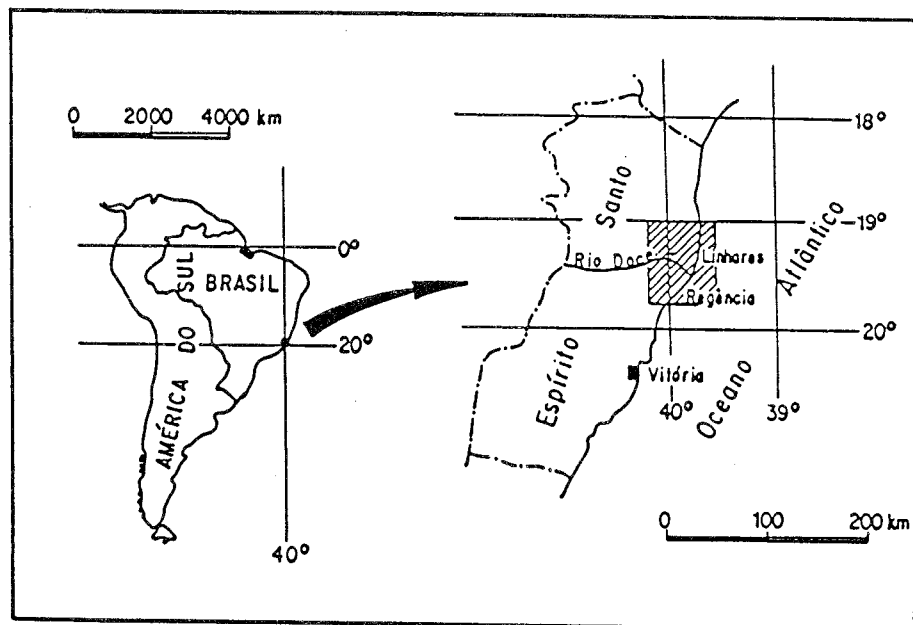 0 2000 4000 km
0°
20°
40°
AMÉRICA DO SUL
BRASIL
18°
19°
20°
40°
39°
Espírito Santo
Rio Doce
Linhares
Regência
Vitória
Oceano Atlântico
0 100 200 km